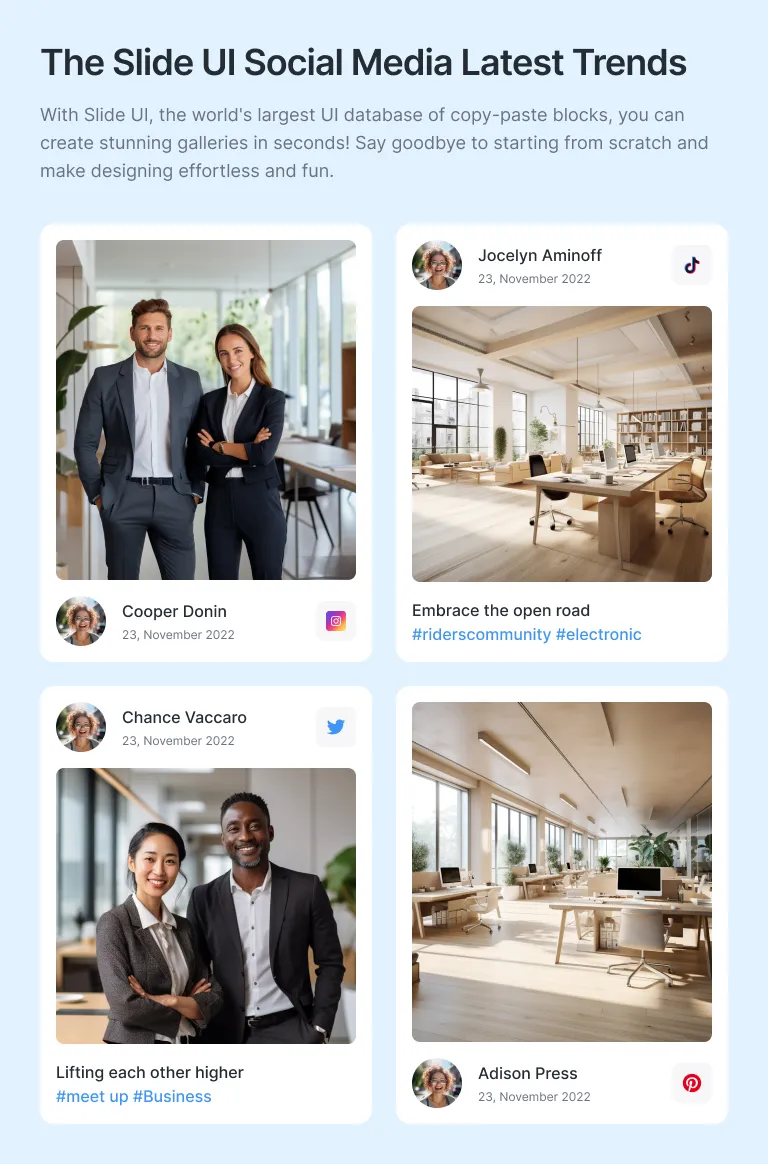 The Slide UI Social Media Latest Trends
With Slide UI, the world's largest UI database of copy-paste blocks, you can
create stunning galleries in seconds! Say goodbye to starting from scratch and
make designing effortless and fun.
Cooper Donin
23, November 2022
Jocelyn Aminoff
23, November 2022
Embrace the open road
#riderscommunity #electronic
Chance Vaccaro
23, November 2022
Lifting each other higher
#meet up #Business
Adison Press
23, November 2022